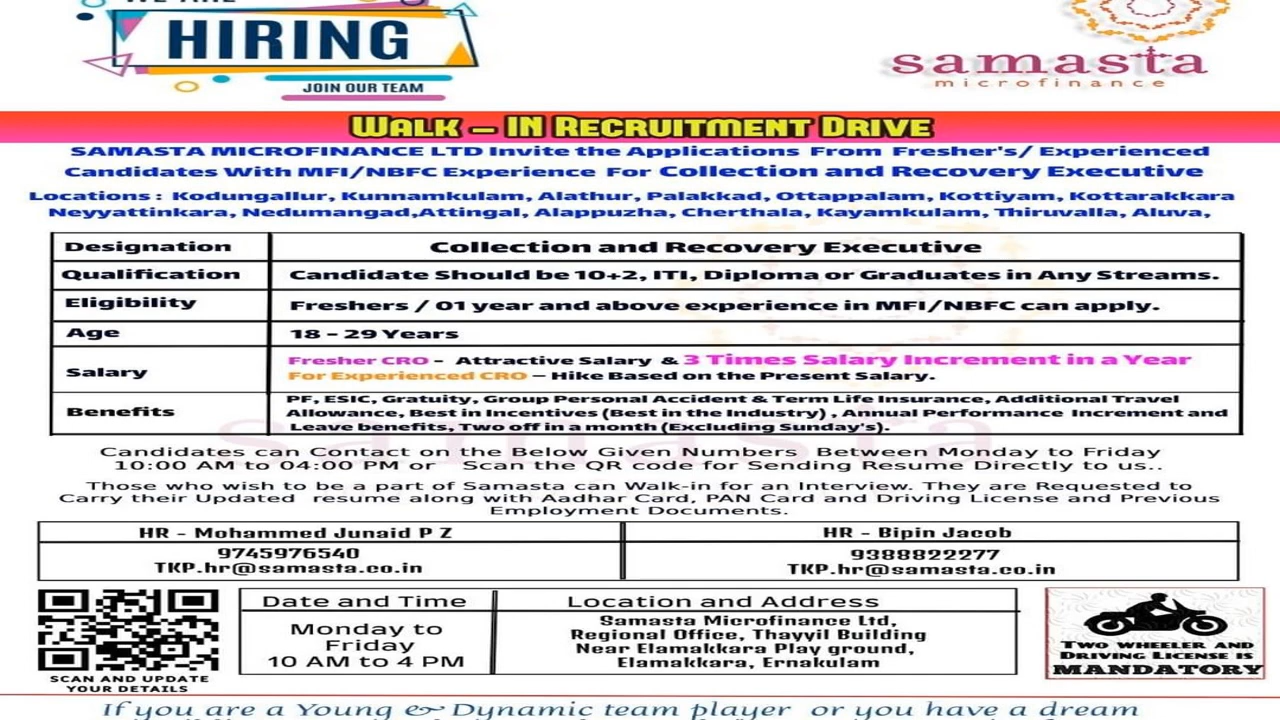 WE ARE
HIRING
JOIN OUR TEAM
samasta
microfinance
WALK – IN RECRUITMENT DRIVE
SAMASTA MICROFINANCE LTD Invite the Applications From Fresher's/ Experienced
Candidates With MFI/NBFC Experience For Collection and Recovery Executive
Locations : Kodungallur, Kunnamkulam, Alathur, Palakkad, Ottappalam, Kottiyam, Kottarakkara
Neyyattinkara, Nedumangad,Attingal, Alappuzha, Cherthala, Kayamkulam, Thiruvalla, Aluva,
Designation Collection and Recovery Executive
Qualification Candidate Should be 10+2, ITI, Diploma or Graduates in Any Streams.
Eligibility Freshers / 01 year and above experience in MFI/NBFC can apply.
Age 18 - 29 Years
Salary Fresher CRO - Attractive Salary & 3 Times Salary Increment in a Year
For Experienced CRO – Hike Based on the Present Salary.
Benefits PF, ESIC, Gratuity, Group Personal Accident & Term Life Insurance, Additional Travel
Allowance, Best in Incentives (Best in the Industry) , Annual Performance Increment and
Leave benefits, Two off in a month (Excluding Sunday's).
samasta
Candidates can Contact on the Below Given Numbers Between Monday to Friday
10:00 AM to 04:00 PM or Scan the QR code for Sending Resume Directly to us..
Those who wish to be a part of Samasta can Walk-in for an Interview. They are Requested to
Carry their Updated resume along with Aadhar Card, PAN Card and Driving License and Previous
Employment Documents.
HR - Mohammed Junaid P Z
9745976540
TKP.hr@samasta.co.in
HR - Bipin Jacob
9388822277
TKP.hr@samasta.co.in
SCAN AND UPDATE
YOUR DETAILS
Date and Time
Monday to
Friday
10 AM to 4 PM
Location and Address
Samasta Microfinance Ltd,
Regional Office, Thayyil Building
Near Elamakkara Play ground,
Elamakkara, Ernakulam
TWO WHEELER AND
DRIVING LICENSE IS
MANDATORY
If you are a Young & Dynamic team player or you have a dream